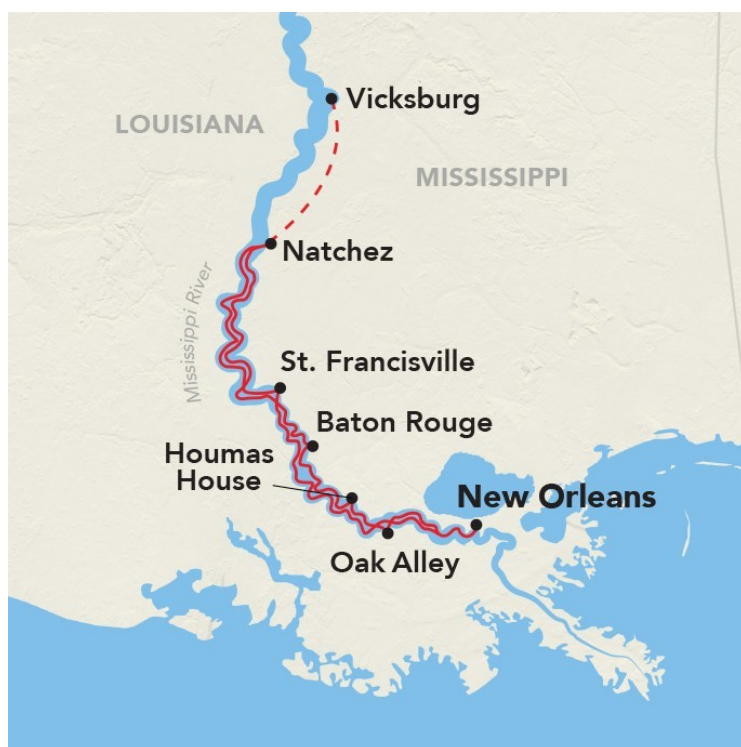 Vicksburg
LOUISIANA
MISSISSIPPI
Natchez
Mississippi River
St. Francisville
Baton Rouge
Houmas
House
New Orleans
Oak Alley